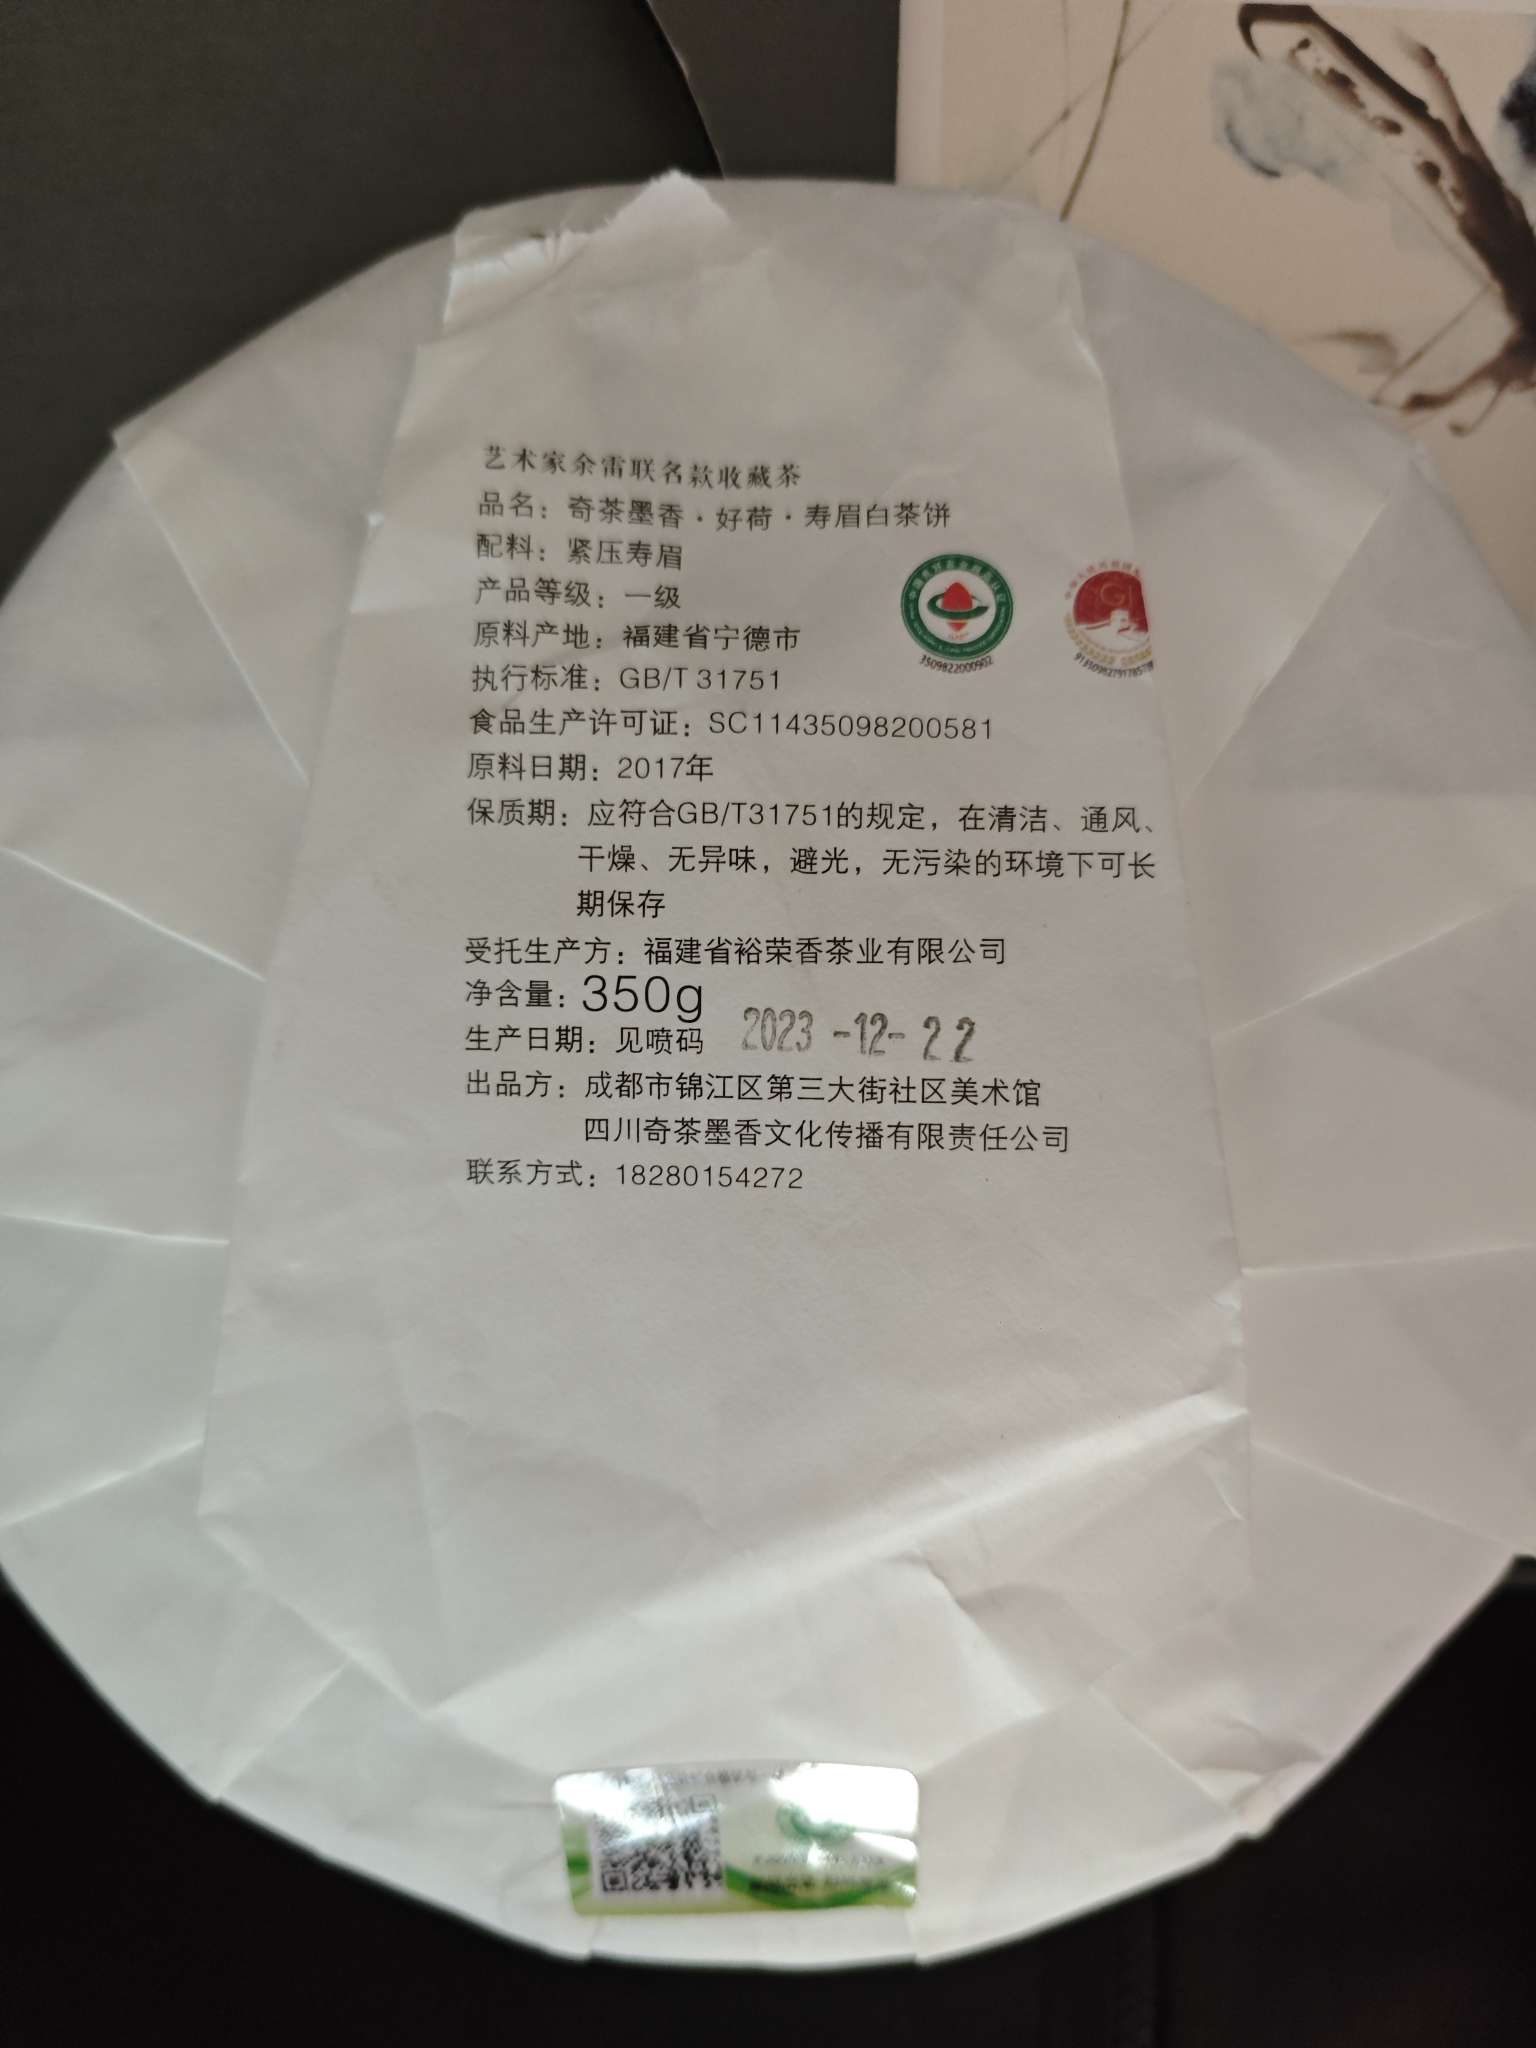 艺术家余雷联名款收藏茶
品名：奇茶墨香·好荷·寿眉白茶饼
配料：紧压寿眉
产品等级：一级
原料产地：福建省宁德市
执行标准：GB/T 31751
食品生产许可证：SC11435098200581
原料日期：2017年
保质期：应符合GB/T31751的规定，在清洁、通风、
干燥、无异味，避光，无污染的环境下可长
期保存
受托生产方：福建省裕荣香茶业有限公司
净含量：350g
生产日期：见喷码 2023-12-22
出品方：成都市锦江区第三大街社区美术馆
四川奇茶墨香文化传播有限责任公司
联系方式：18280154272
3509822000902
GI